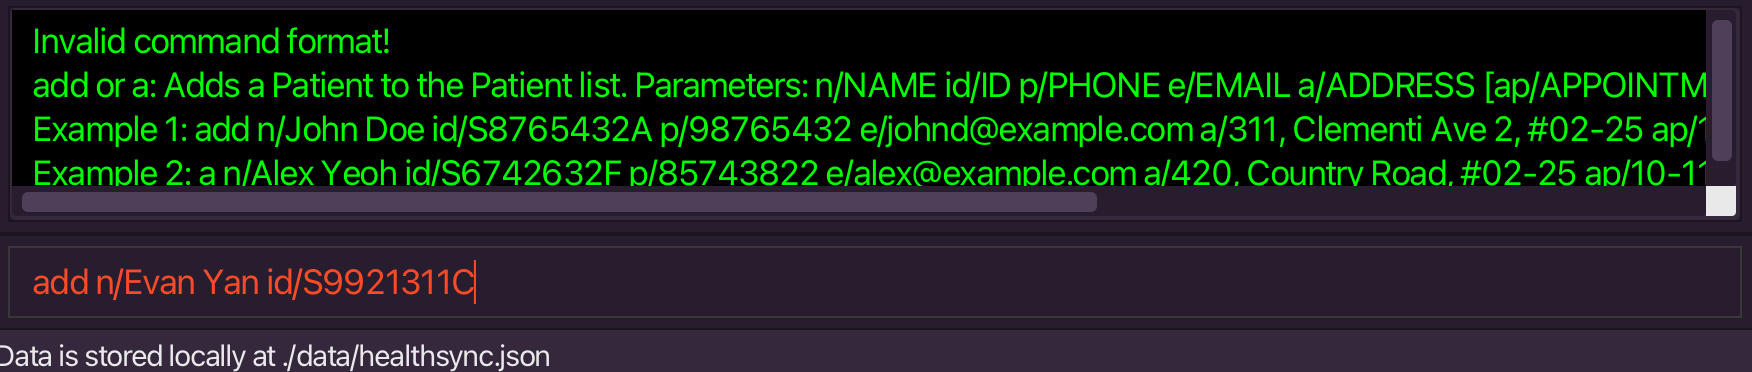 Invalid command format!
add or a: Adds a Patient to the Patient list. Parameters: n/NAME id/ID p/PHONE e/EMAIL a/ADDRESS [ap/APPOINTM
Example 1: add n/John Doe id/S8765432A p/98765432 e/johnd@example.com a/311, Clementi Ave 2, #02-25 ap/1
Example 2: a n/Alex Yeoh id/S6742632F p/85743822 e/alex@example.com a/420, Country Road, #02-25 ap/10-11
add n/Evan Yan id/S9921311C
Data is stored locally at ./data/healthsync.json